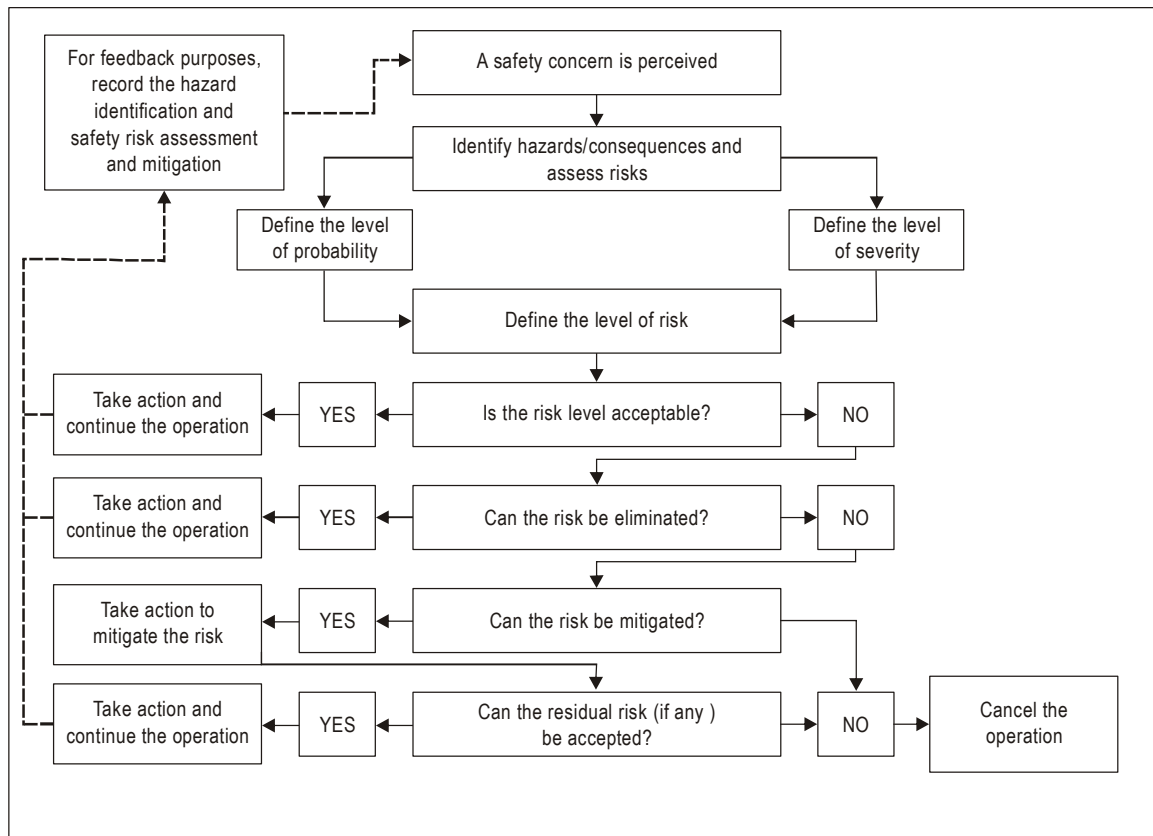 For feedback purposes,
record the hazard
identification and
safety risk assessment
and mitigation
A safety concern is perceived
Identify hazards/consequences and
assess risks
Define the level
of probability
Define the level
of severity
Define the level of risk
Take action and
continue the operation
YES
Is the risk level acceptable?
NO
Take action and
continue the operation
YES
Can the risk be eliminated?
NO
Take action to
mitigate the risk
YES
Can the risk be mitigated?
Take action and
continue the operation
YES
Can the residual risk (if any )
be accepted?
NO
Cancel the
operation